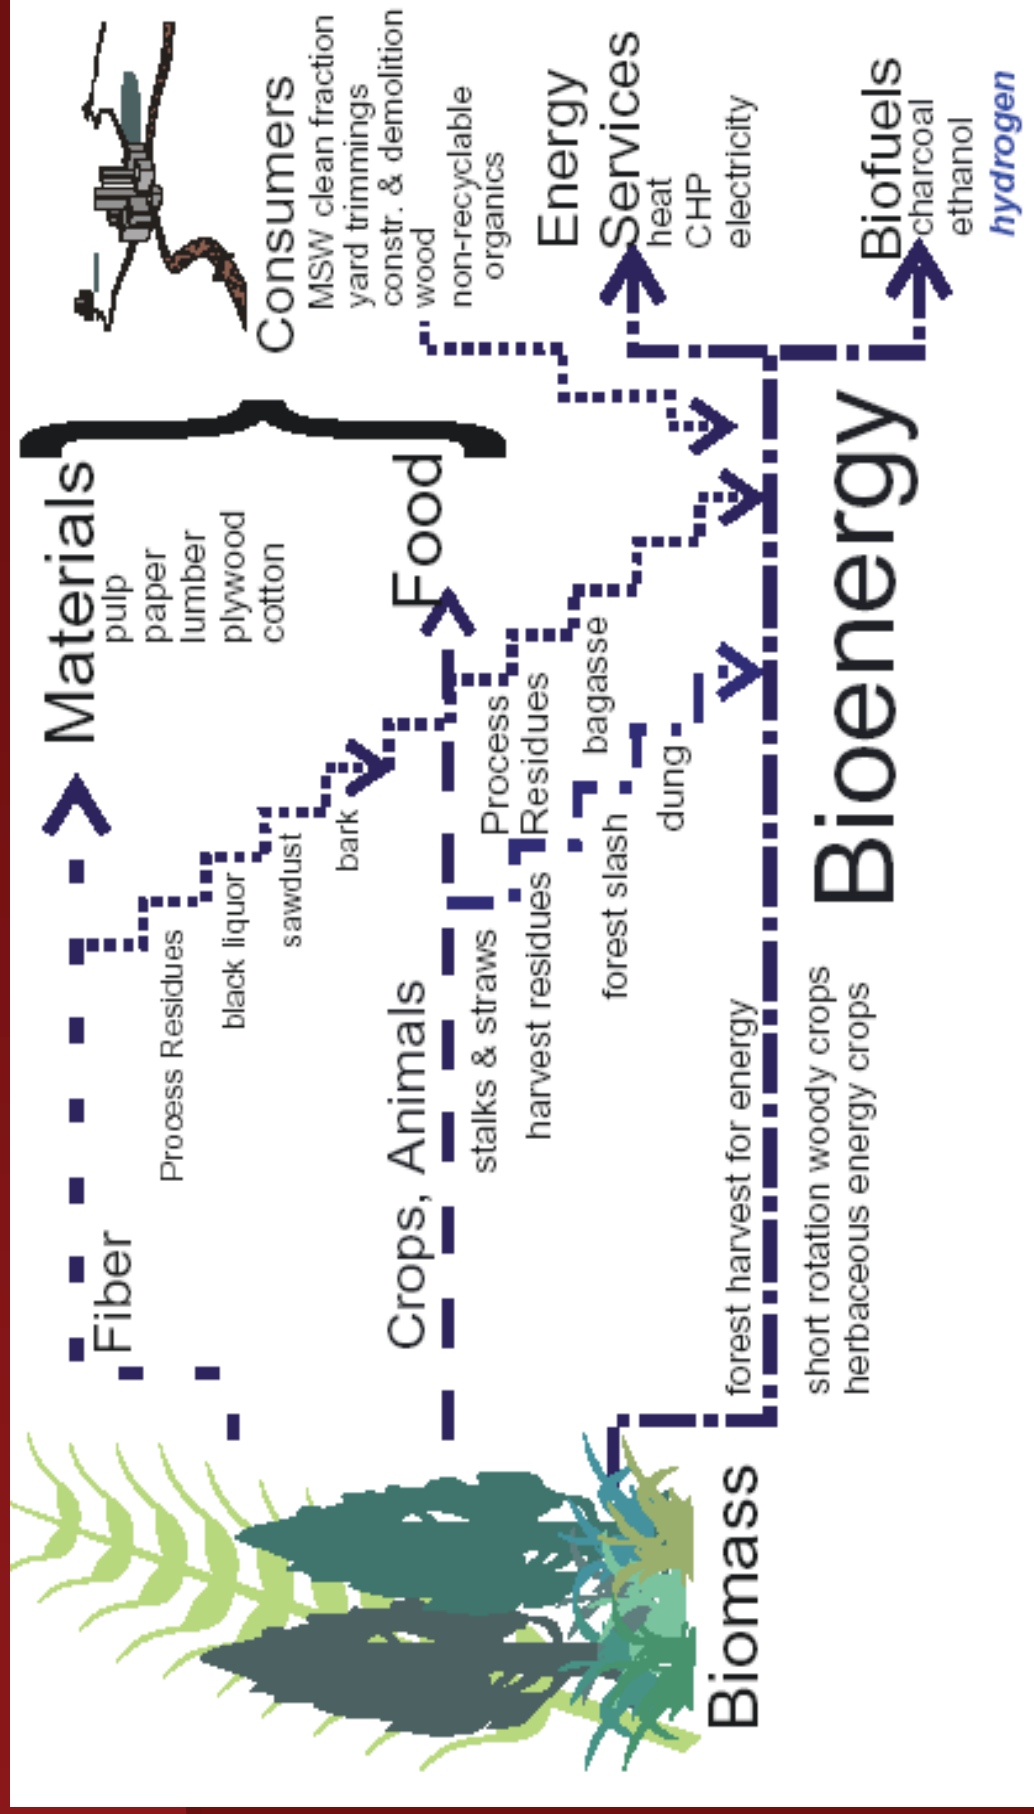 Biomass
Fiber
Process Residues
black liquor
sawdust
bark
Materials
pulp
paper
lumber
plywood
cotton
Crops, Animals
stalks & straws
harvest residues
forest slash
dung
Process
Residues
bagasse
Food
Consumers
MSW clean fraction
yard trimmings
constr. & demolition
wood
non-recyclable
organics
forest harvest for energy
short rotation woody crops
herbaceous energy crops
Bioenergy
Energy
Services
heat
CHP
electricity
Biofuels
charcoal
ethanol
hydrogen